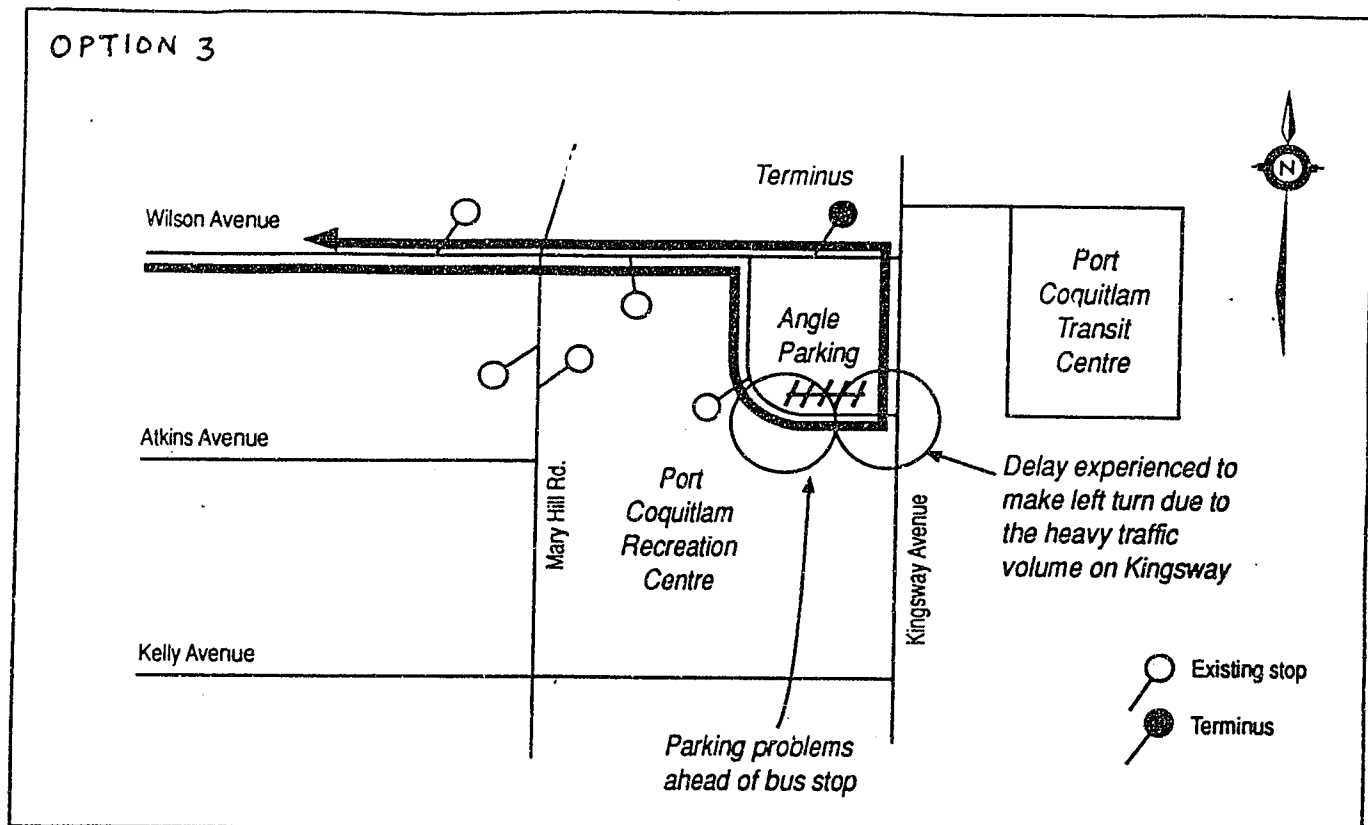 OPTION 3
Terminus
Wilson Avenue
N
Port
Coquitlam
Transit
Centre
Angle
Parking
Atkins Avenue
Mary Hill Rd.
Port
Coquitlam
Recreation
Centre
Kingsway Avenue
Delay experienced to
make left turn due to
the heavy traffic
volume on Kingsway
Kelly Avenue
Existing stop
Terminus
Parking problems
ahead of bus stop